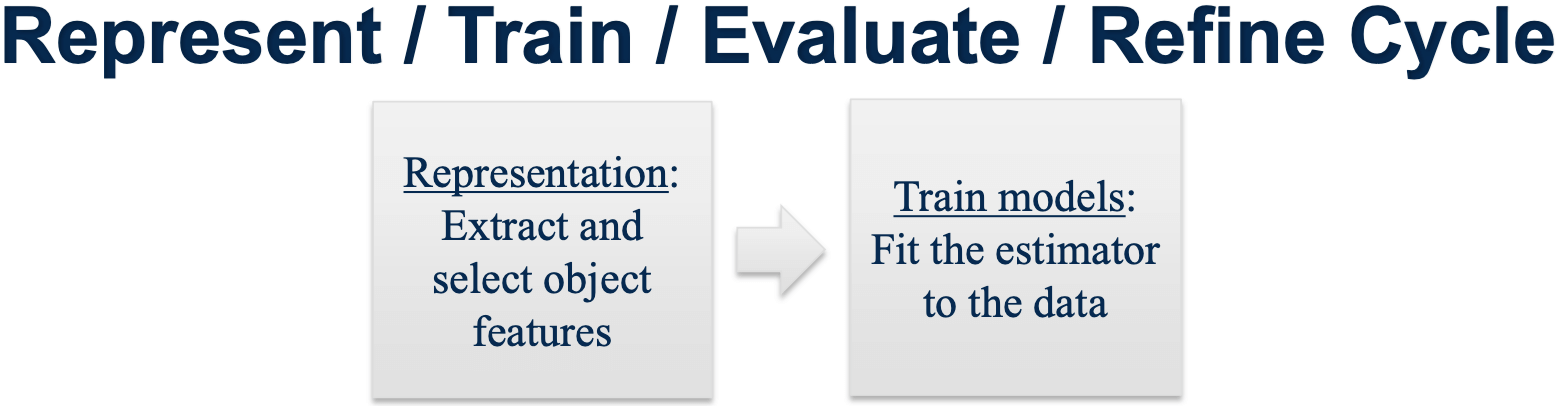 Represent / Train / Evaluate / Refine Cycle
Representation:
Extract and
select object
features
Train models:
Fit the estimator
to the data